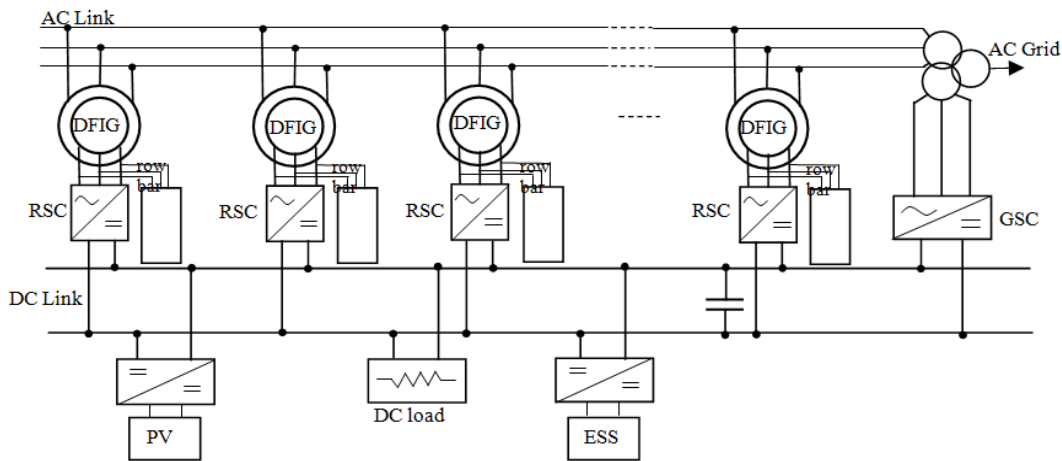 AC Link
AC Grid
DFIG
DFIG
DFIG
DFIG
row
bar
row
bar
row
bar
row
bar
RSC
RSC
RSC
RSC
GSC
DC Link
PV
DC load
ESS